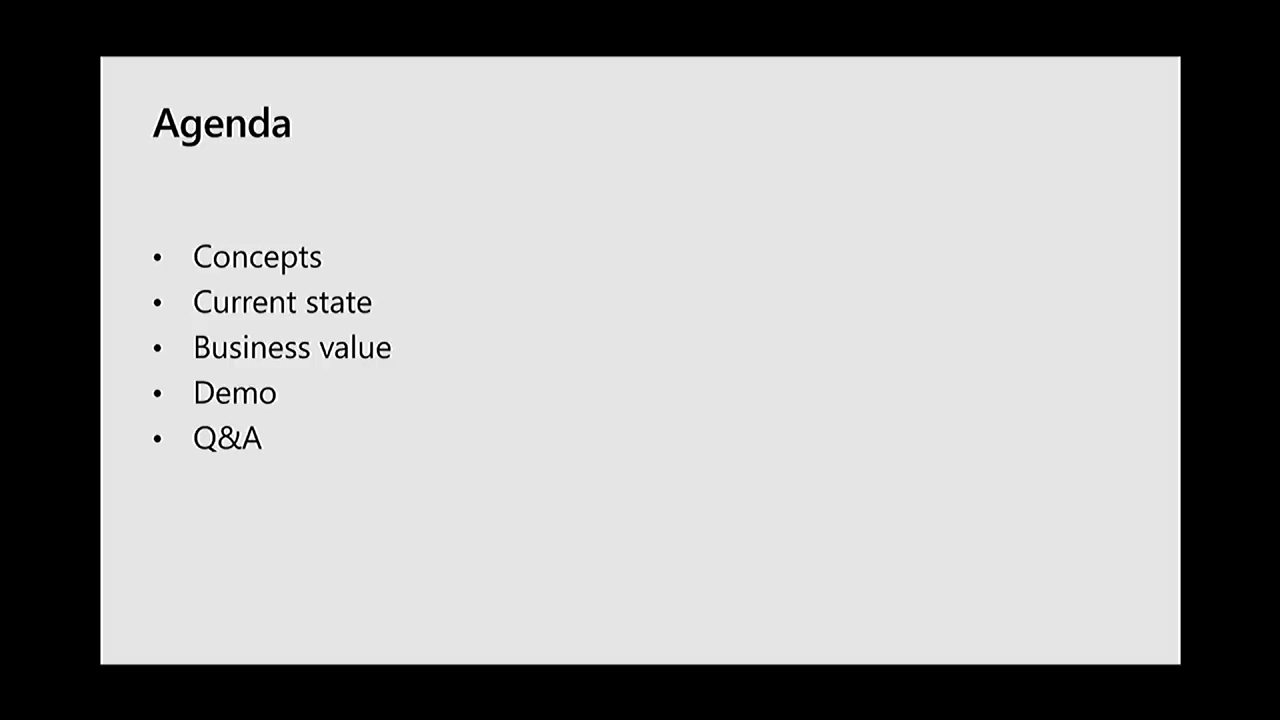 Agenda
• Concepts
• Current state
• Business value
• Demo
• Q&A